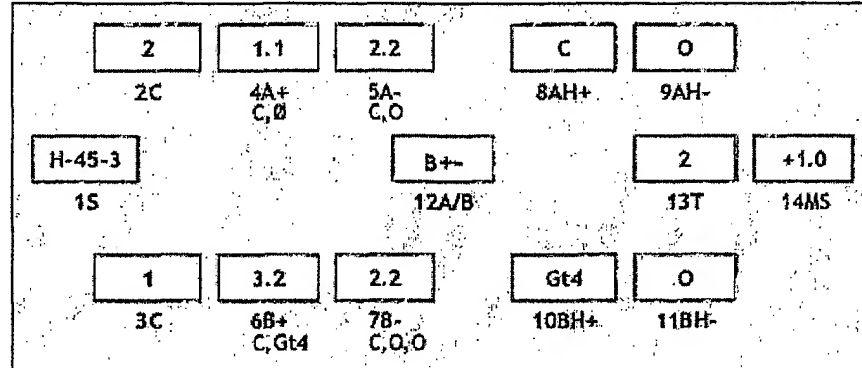 2 1.1 2.2 C O
2C 4A+ 5A- 8AH+ 9AH-
C,Ø C,O
H-45-3 B+- 2 +1.0
1S 12A/B 13T 14MS
1 3.2 2.2 Gt4 O
3C 6B+ 7B- 10BH+ 11BH-
C,Gt4 C,O,O